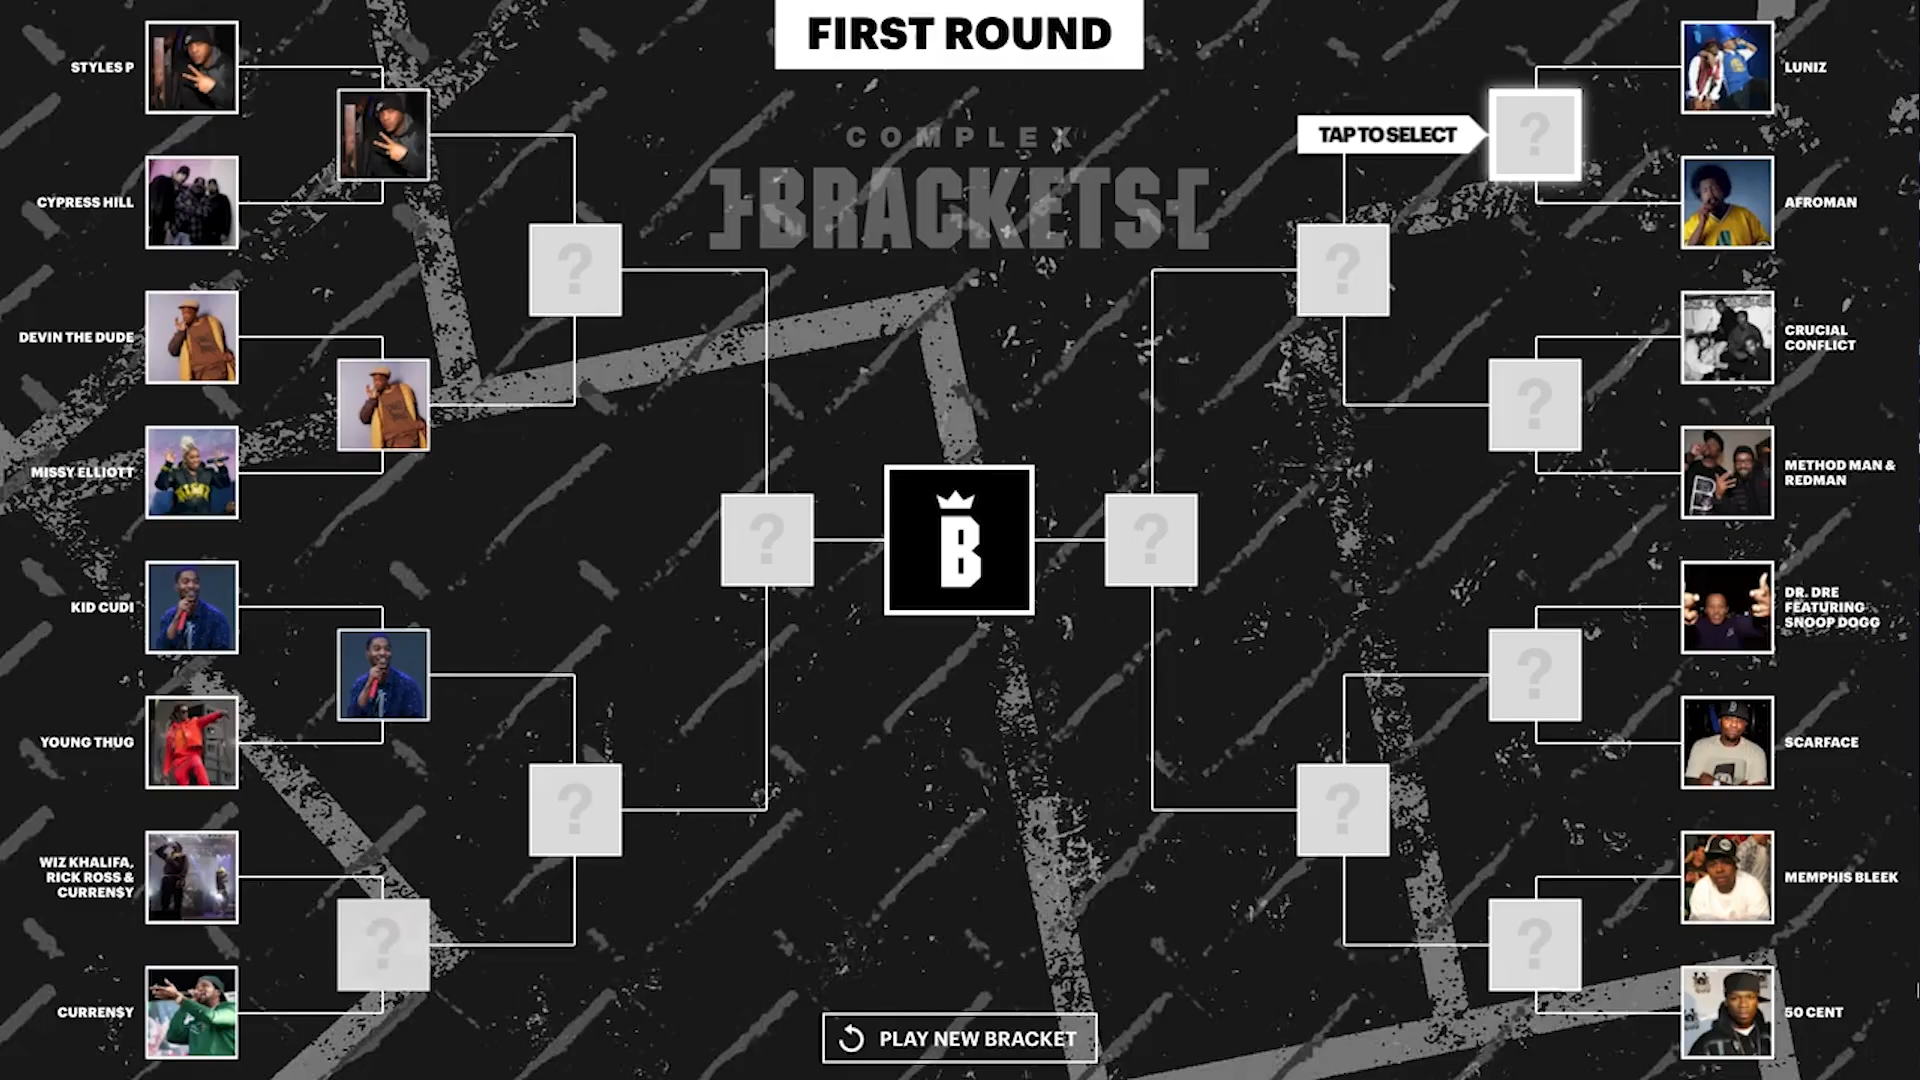 FIRST ROUND
COMPLEX
BRACKETS
STYLES P
CYPRESS HILL
DEVIN THE DUDE
MISSY ELLIOTT
KID CUDI
YOUNG THUG
WIZ KHALIFA,
RICK ROSS &
CURREN$Y
CURREN$Y
?
?
?
?
B
?
TAP TO SELECT
?
?
?
?
?
?
LUNIZ
AFROMAN
CRUCIAL
CONFLICT
METHOD MAN &
REDMAN
DR. DRE
FEATURING
SNOOP DOGG
SCARFACE
MEMPHIS BLEEK
50 CENT
PLAY NEW BRACKET